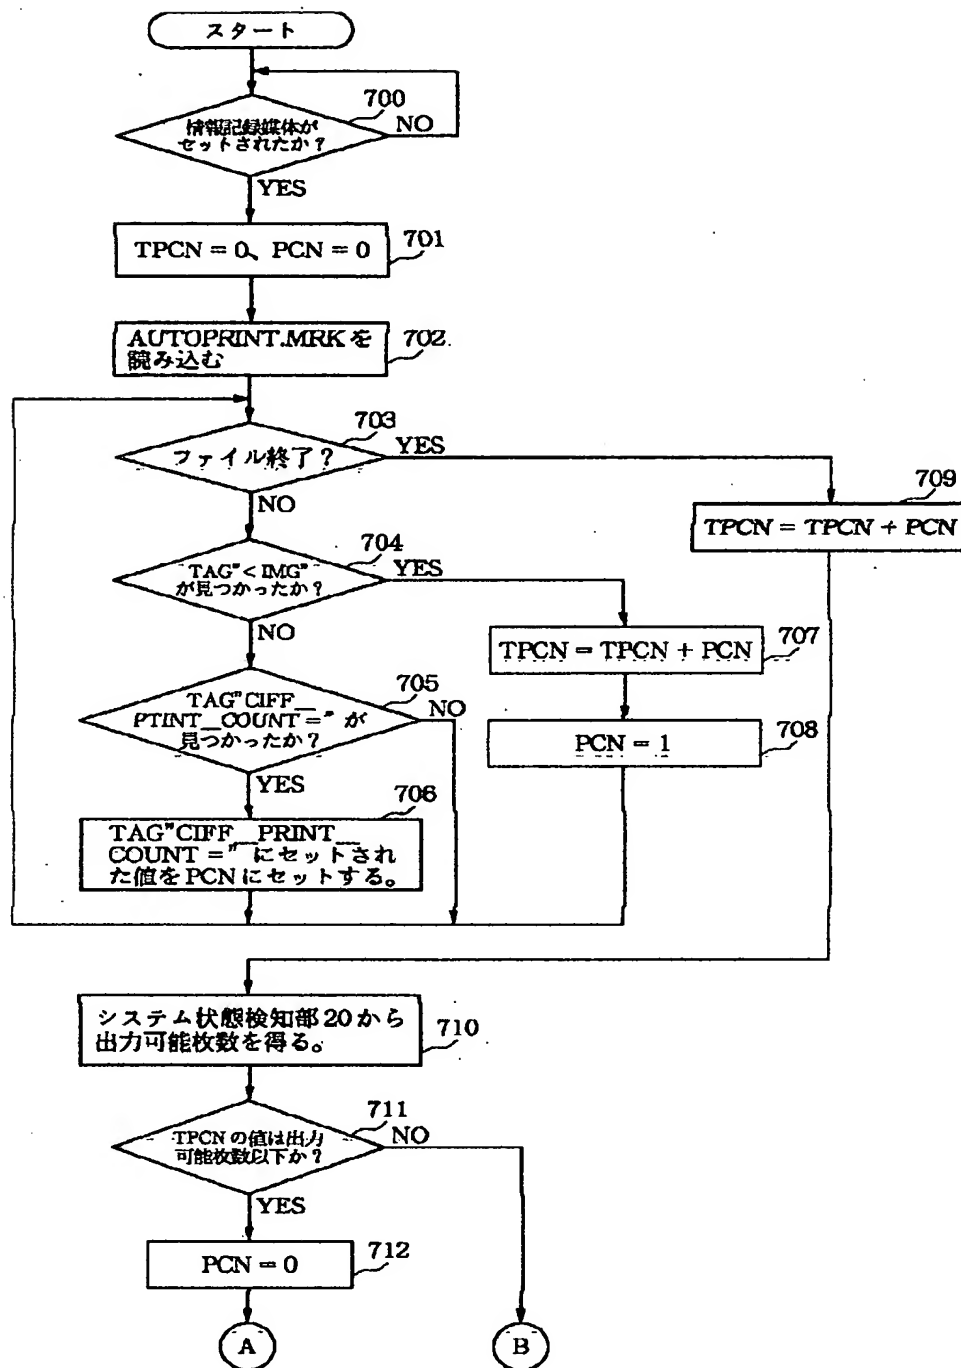 スタート
700
情報記録媒体が
セットされたか？
NO
YES
TPCN = 0、PCN = 0
701
AUTOPRINT.MRKを
読み込む
702
703
ファイル終了？
YES
NO
709
TPCN = TPCN + PCN
704
TAG"<IMG"
が見つかったか？
YES
NO
TPCN = TPCN + PCN
707
705
TAG"CIFF__
PTINT__COUNT="が
見つかったか？
NO
YES
PCN = 1
708
706
TAG"CIFF__PRINT__
COUNT="にセットされ
た値をPCNにセットする。
システム状態検知部20から
出力可能枚数を得る。
710
711
TPCNの値は出力
可能枚数以下か？
NO
YES
PCN = 0
712
A
B